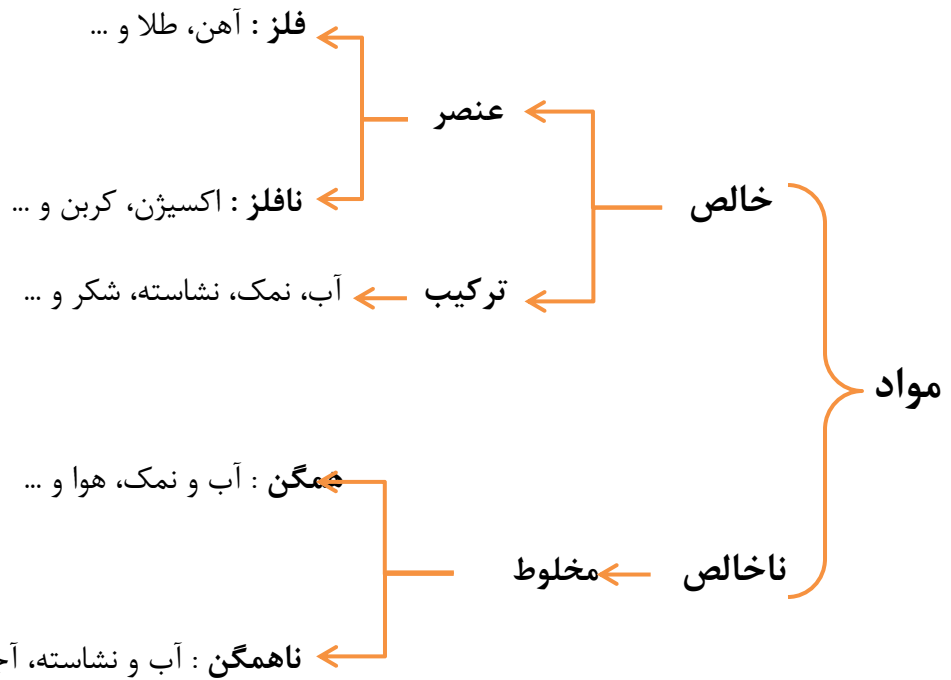 فلز : آهن، طلا و ...
عنصر
نافلز : اکسیژن، کربن و ...
خالص
ترکیب
آب، نمک، نشاسته، شکر و ...
مواد
همگن : آب و نمک، هوا و ...
ناخالص
مخلوط
ناهمگن : آب و نشاسته،